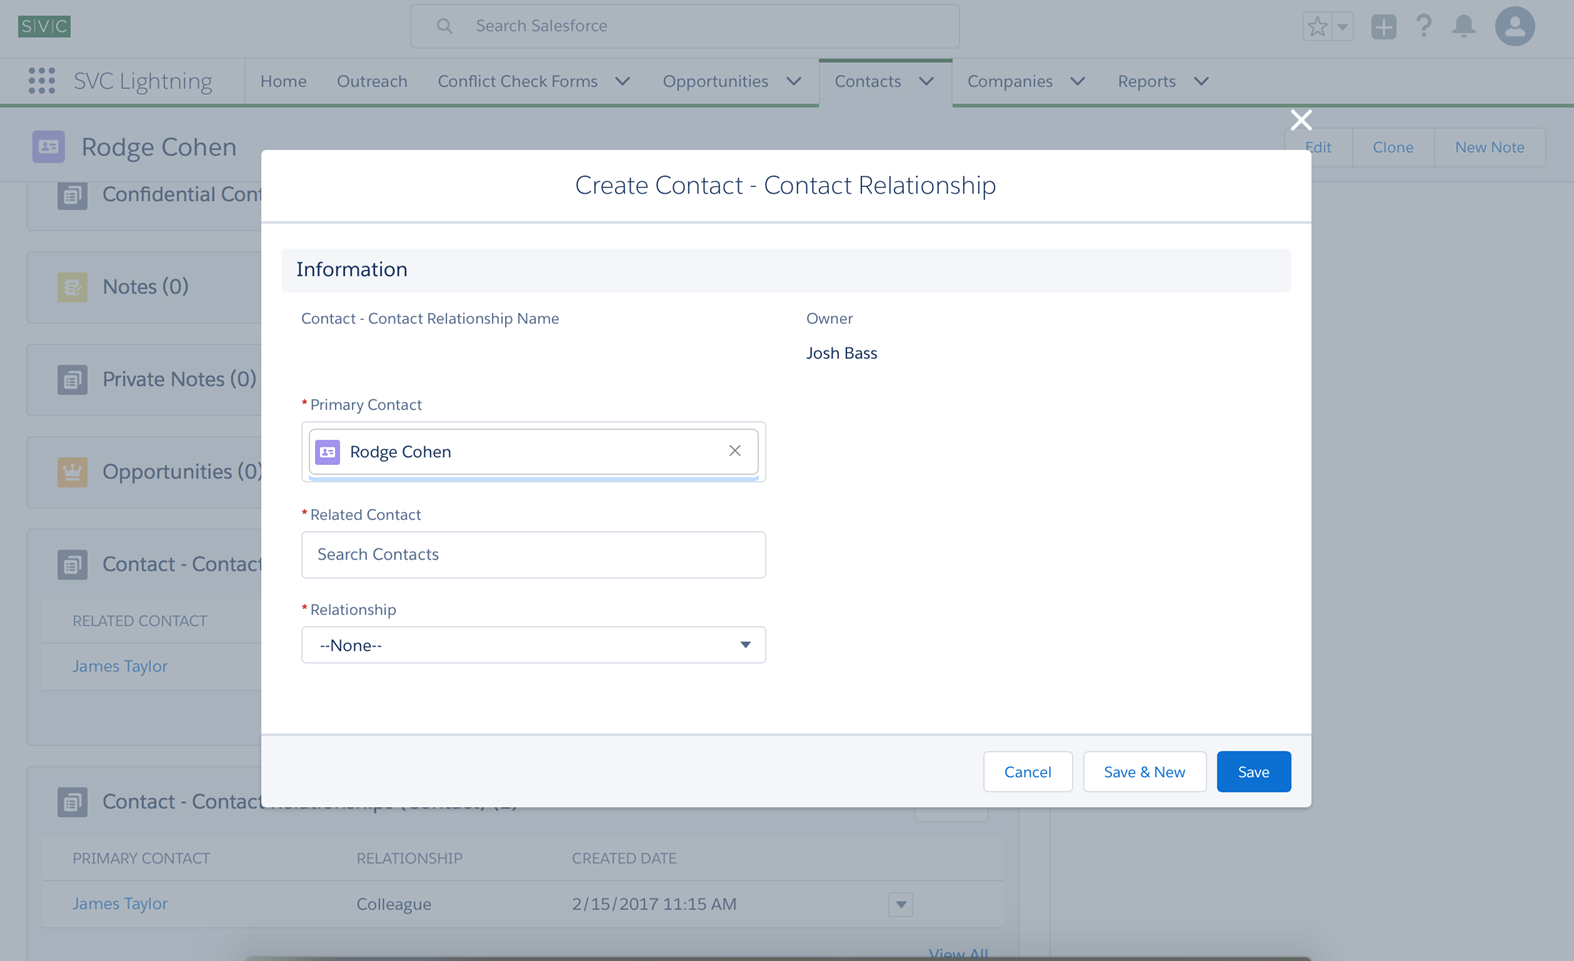 SVC
Search Salesforce
SVC Lightning
Home
Outreach
Conflict Check Forms
Opportunities
Contacts
Companies
Reports
Rodge Cohen
Edit
Clone
New Note
Confidential Cont
Notes (0)
Private Notes (0)
Opportunities (0)
Contact - Contact
RELATED CONTACT
James Taylor
Create Contact - Contact Relationship
Information
Contact - Contact Relationship Name
Owner
Josh Bass
* Primary Contact
Rodge Cohen
* Related Contact
Search Contacts
* Relationship
--None--
Cancel
Save & New
Save
Contact - Contact Relationships (Contact)
PRIMARY CONTACT
RELATIONSHIP
CREATED DATE
James Taylor
Colleague
2/15/2017 11:15 AM
View All